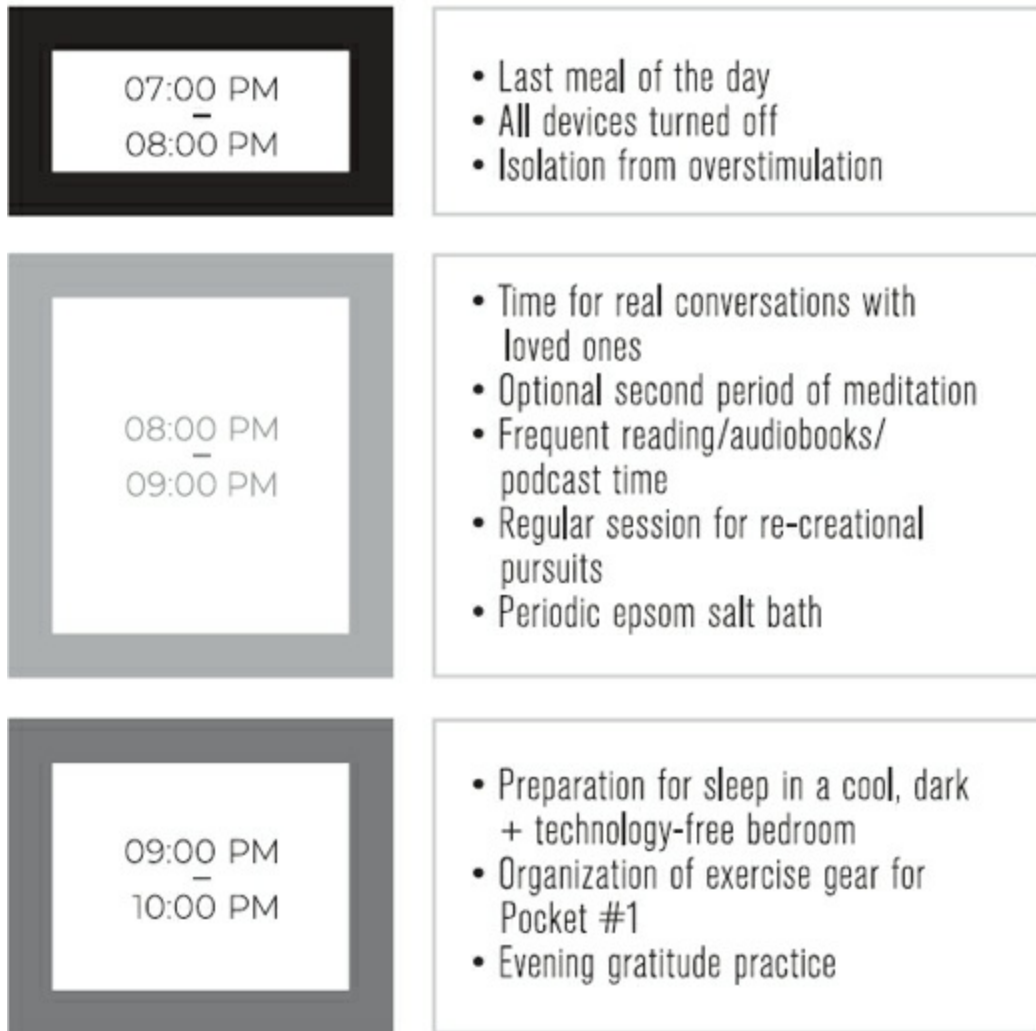 07:00 PM
–
08:00 PM
• Last meal of the day
• All devices turned off
• Isolation from overstimulation
08:00 PM
–
09:00 PM
• Time for real conversations with
loved ones
• Optional second period of meditation
• Frequent reading/audiobooks/
podcast time
• Regular session for re-creational
pursuits
• Periodic epsom salt bath
09:00 PM
–
10:00 PM
• Preparation for sleep in a cool, dark
+ technology-free bedroom
• Organization of exercise gear for
Pocket #1
• Evening gratitude practice